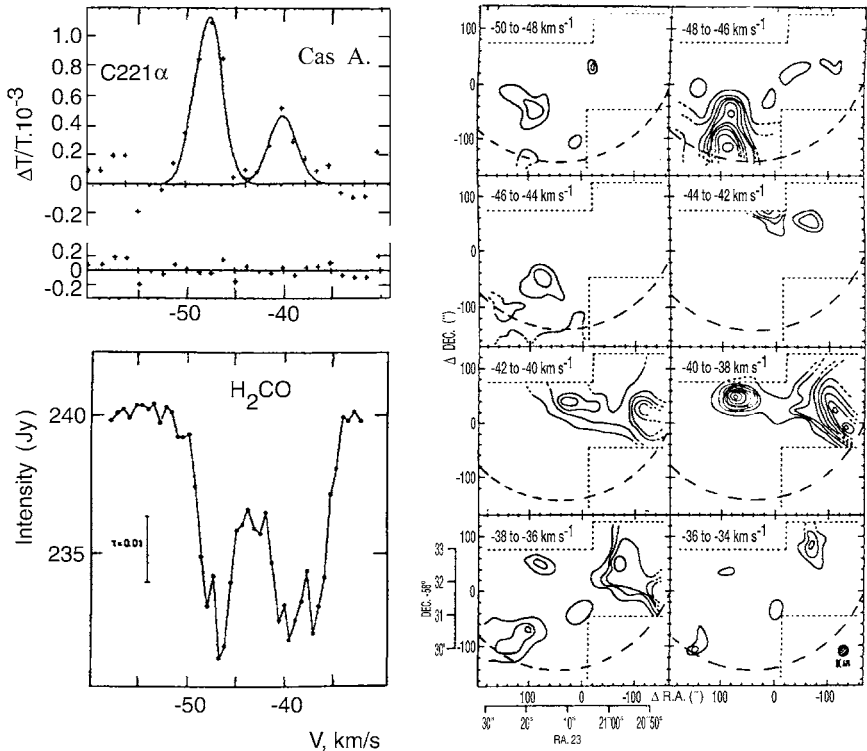 1.0
0.8
0.6
0.4
0.2
0
-0.2
0.2
0
-0.2
ΔT/T·10⁻³
C221α
Cas A.
-50
-40
H₂CO
240
235
Intensity (Jy)
τ=0.01
-50
-40
V, km/s
-50 to -48 km s⁻¹
-48 to -46 km s⁻¹
-46 to -44 km s⁻¹
-44 to -42 km s⁻¹
-42 to -40 km s⁻¹
-40 to -38 km s⁻¹
-38 to -36 km s⁻¹
-36 to -34 km s⁻¹
100
0
-100
100
0
-100
100
0
-100
100
0
-100
Δ DEC. (")
DEC. -58°
33
32
31
30'
100
0
-100
Δ R.A. (")
100
0
-100
30ˢ
20ˢ
10ˢ
21ᵐ00ˢ
20ᵐ50ˢ
RA. 23